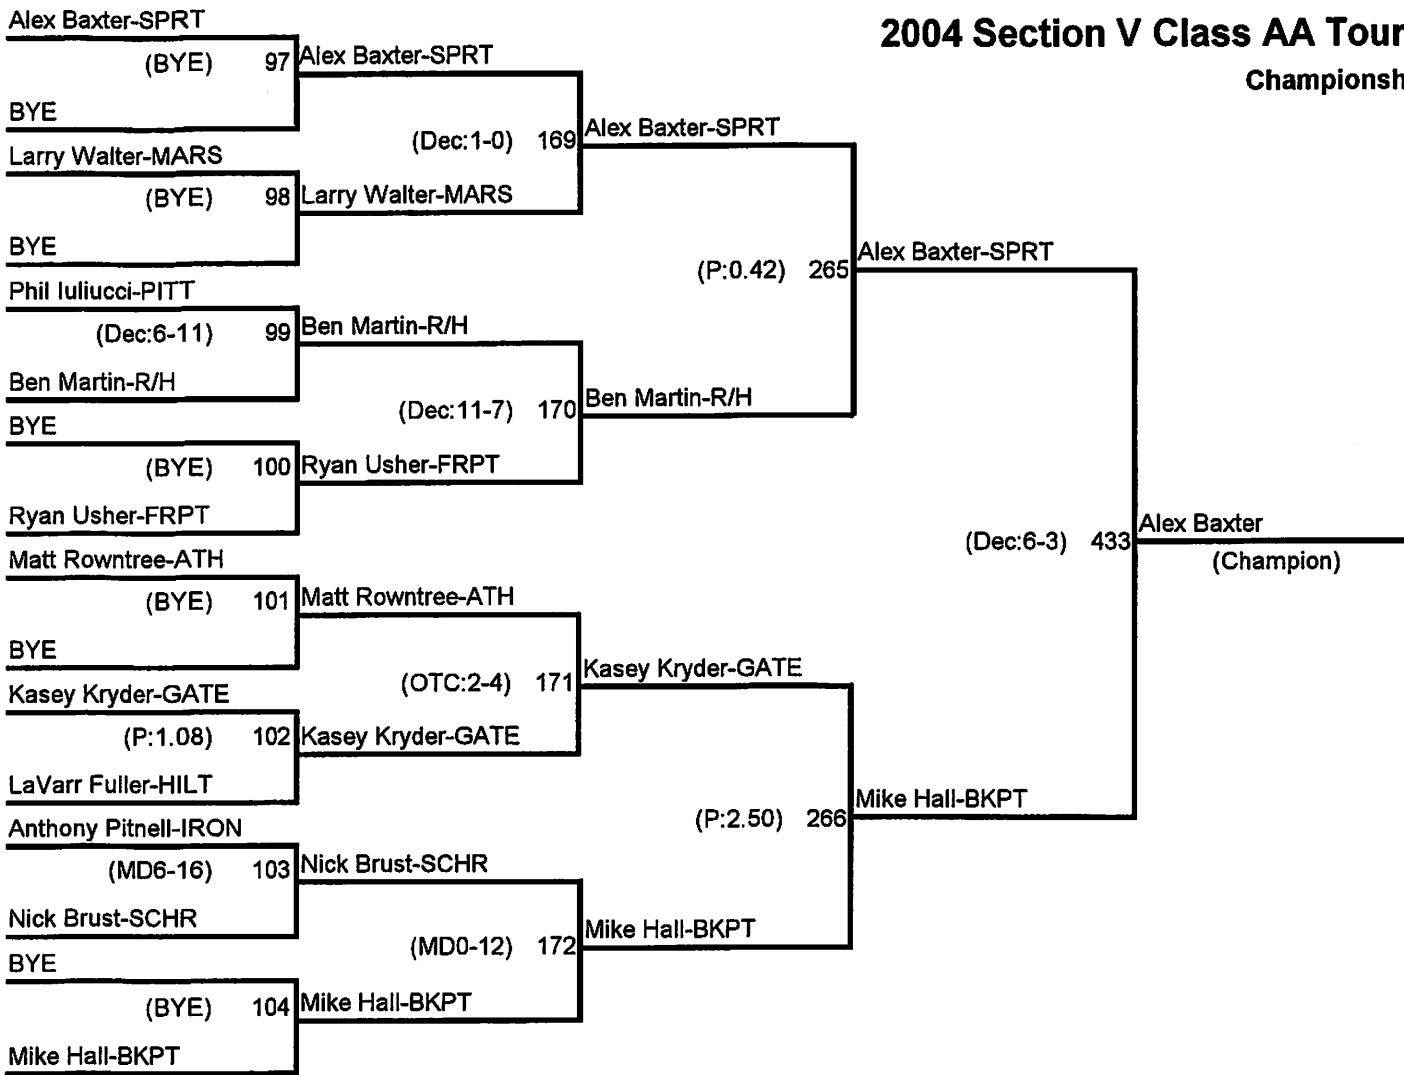 2004 Section V Class AA Tour
Championsh
Alex Baxter-SPRT
(BYE) 97
BYE
Alex Baxter-SPRT
Larry Walter-MARS
(BYE) 98
BYE
Larry Walter-MARS
(Dec:1-0) 169
Alex Baxter-SPRT
Phil Iuliucci-PITT
(Dec:6-11) 99
Ben Martin-R/H
Ben Martin-R/H
BYE
(BYE) 100
Ryan Usher-FRPT
Ryan Usher-FRPT
(Dec:11-7) 170
Ben Martin-R/H
(P:0.42) 265
Alex Baxter-SPRT
Matt Rowntree-ATH
(BYE) 101
BYE
Matt Rowntree-ATH
Kasey Kryder-GATE
(P:1.08) 102
LaVarr Fuller-HILT
Kasey Kryder-GATE
(OTC:2-4) 171
Kasey Kryder-GATE
Anthony Pitnell-IRON
(MD6-16) 103
Nick Brust-SCHR
Nick Brust-SCHR
BYE
(BYE) 104
Mike Hall-BKPT
Mike Hall-BKPT
(MD0-12) 172
Mike Hall-BKPT
(P:2.50) 266
Mike Hall-BKPT
(Dec:6-3) 433
Alex Baxter
(Champion)